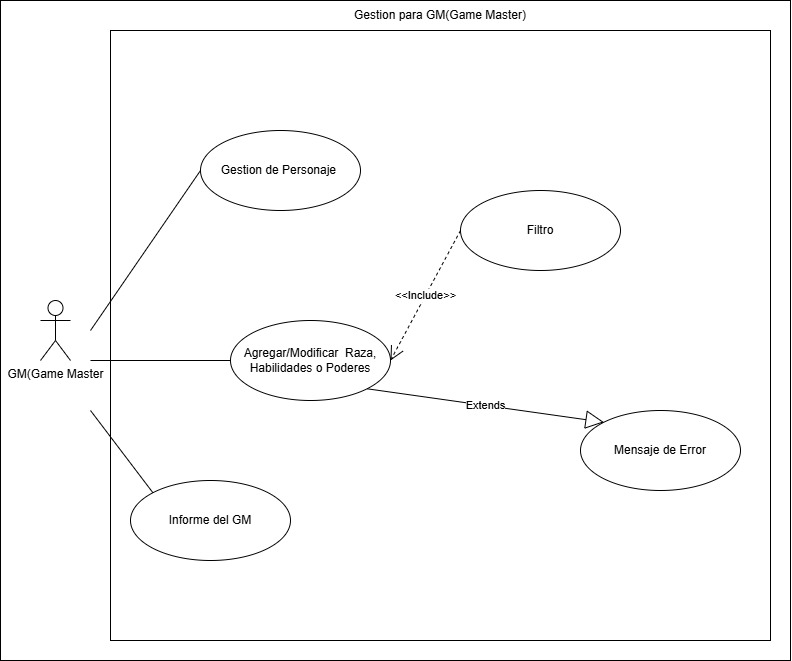 Gestion para GM(Game Master)
Gestion de Personaje
Filtro
<<Include>>
GM(Game Master
Agregar/Modificar Raza,
Habilidades o Poderes
Extends
Mensaje de Error
Informe del GM